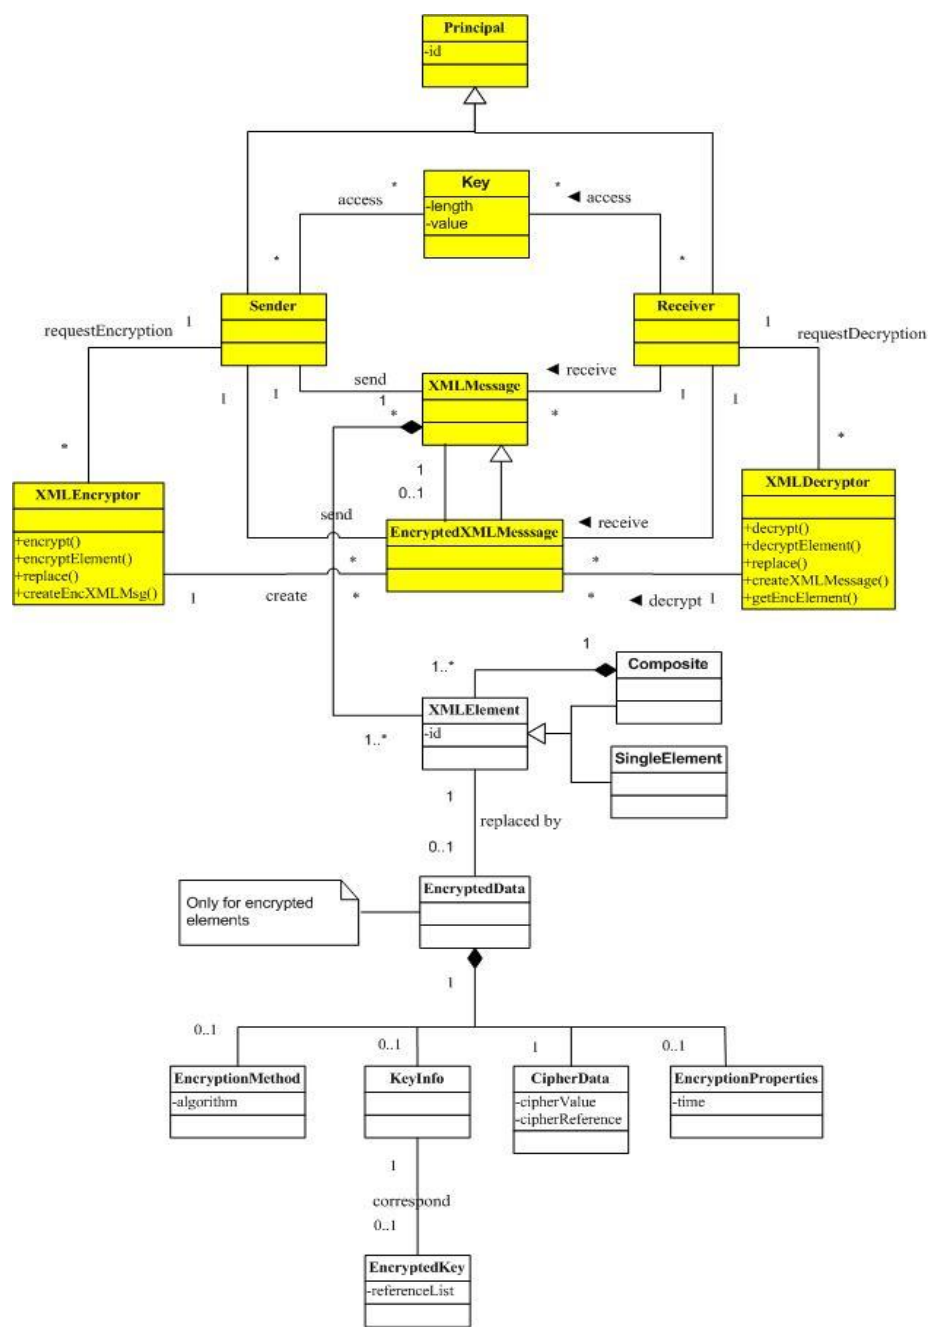 Principal
-id
Key
-length
-value
access
*
*
◄ access
*
*
Sender
Receiver
requestEncryption
1
1
requestDecryption
send
XMLMessage
◄ receive
1
1
1
*
*
1
1
1
0..1
*
*
XMLEncryptor
+encrypt()
+encryptElement()
+replace()
+createEncXMLMsg()
send
EncryptedXMLMesssage
◄ receive
XMLDecryptor
+decrypt()
+decryptElement()
+replace()
+createXMLMessage()
+getEncElement()
*
*
1
create
*
*
◄ decrypt
1
1..*
1
Composite
XMLElement
-id
1..*
SingleElement
1
replaced by
0..1
EncryptedData
Only for encrypted
elements
1
0..1
0..1
1
0..1
EncryptionMethod
-algorithm
KeyInfo
CipherData
-cipherValue
-cipherReference
EncryptionProperties
-time
1
correspond
0..1
EncryptedKey
-referenceList